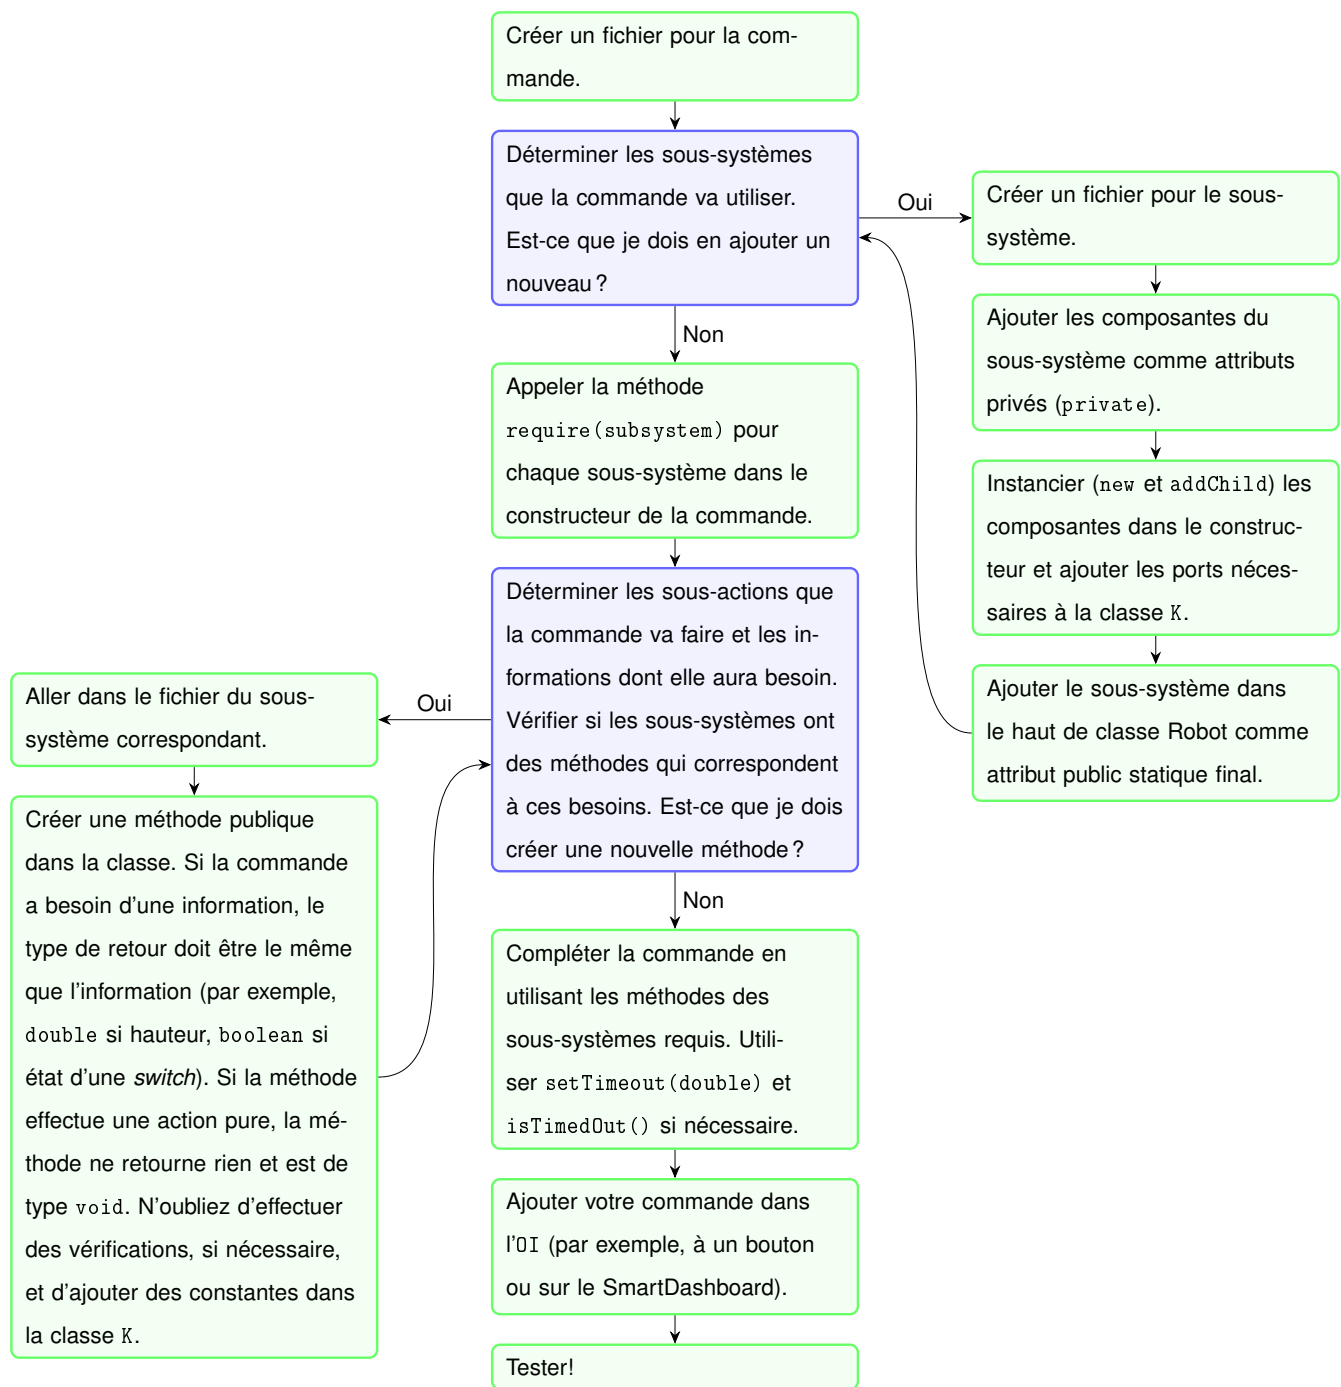 Créer un fichier pour la com-
mande.
Déterminer les sous-systèmes
que la commande va utiliser.
Est-ce que je dois en ajouter un
nouveau ?
Oui
Créer un fichier pour le sous-
système.
Ajouter les composantes du
sous-système comme attributs
privés (private).
Instancier (new et addChild) les
composantes dans le construc-
teur et ajouter les ports néces-
saires à la classe K.
Ajouter le sous-système dans
le haut de classe Robot comme
attribut public statique final.
Non
Appeler la méthode
require(subsystem) pour
chaque sous-système dans le
constructeur de la commande.
Déterminer les sous-actions que
la commande va faire et les in-
formations dont elle aura besoin.
Vérifier si les sous-systèmes ont
des méthodes qui correspondent
à ces besoins. Est-ce que je dois
créer une nouvelle méthode ?
Oui
Aller dans le fichier du sous-
système correspondant.
Créer une méthode publique
dans la classe. Si la commande
a besoin d'une information, le
type de retour doit être le même
que l'information (par exemple,
double si hauteur, boolean si
état d'une switch). Si la méthode
effectue une action pure, la mé-
thode ne retourne rien et est de
type void. N'oubliez d'effectuer
des vérifications, si nécessaire,
et d'ajouter des constantes dans
la classe K.
Non
Compléter la commande en
utilisant les méthodes des
sous-systèmes requis. Utili-
ser setTimeout(double) et
isTimedOut() si nécessaire.
Ajouter votre commande dans
l'OI (par exemple, à un bouton
ou sur le SmartDashboard).
Tester!